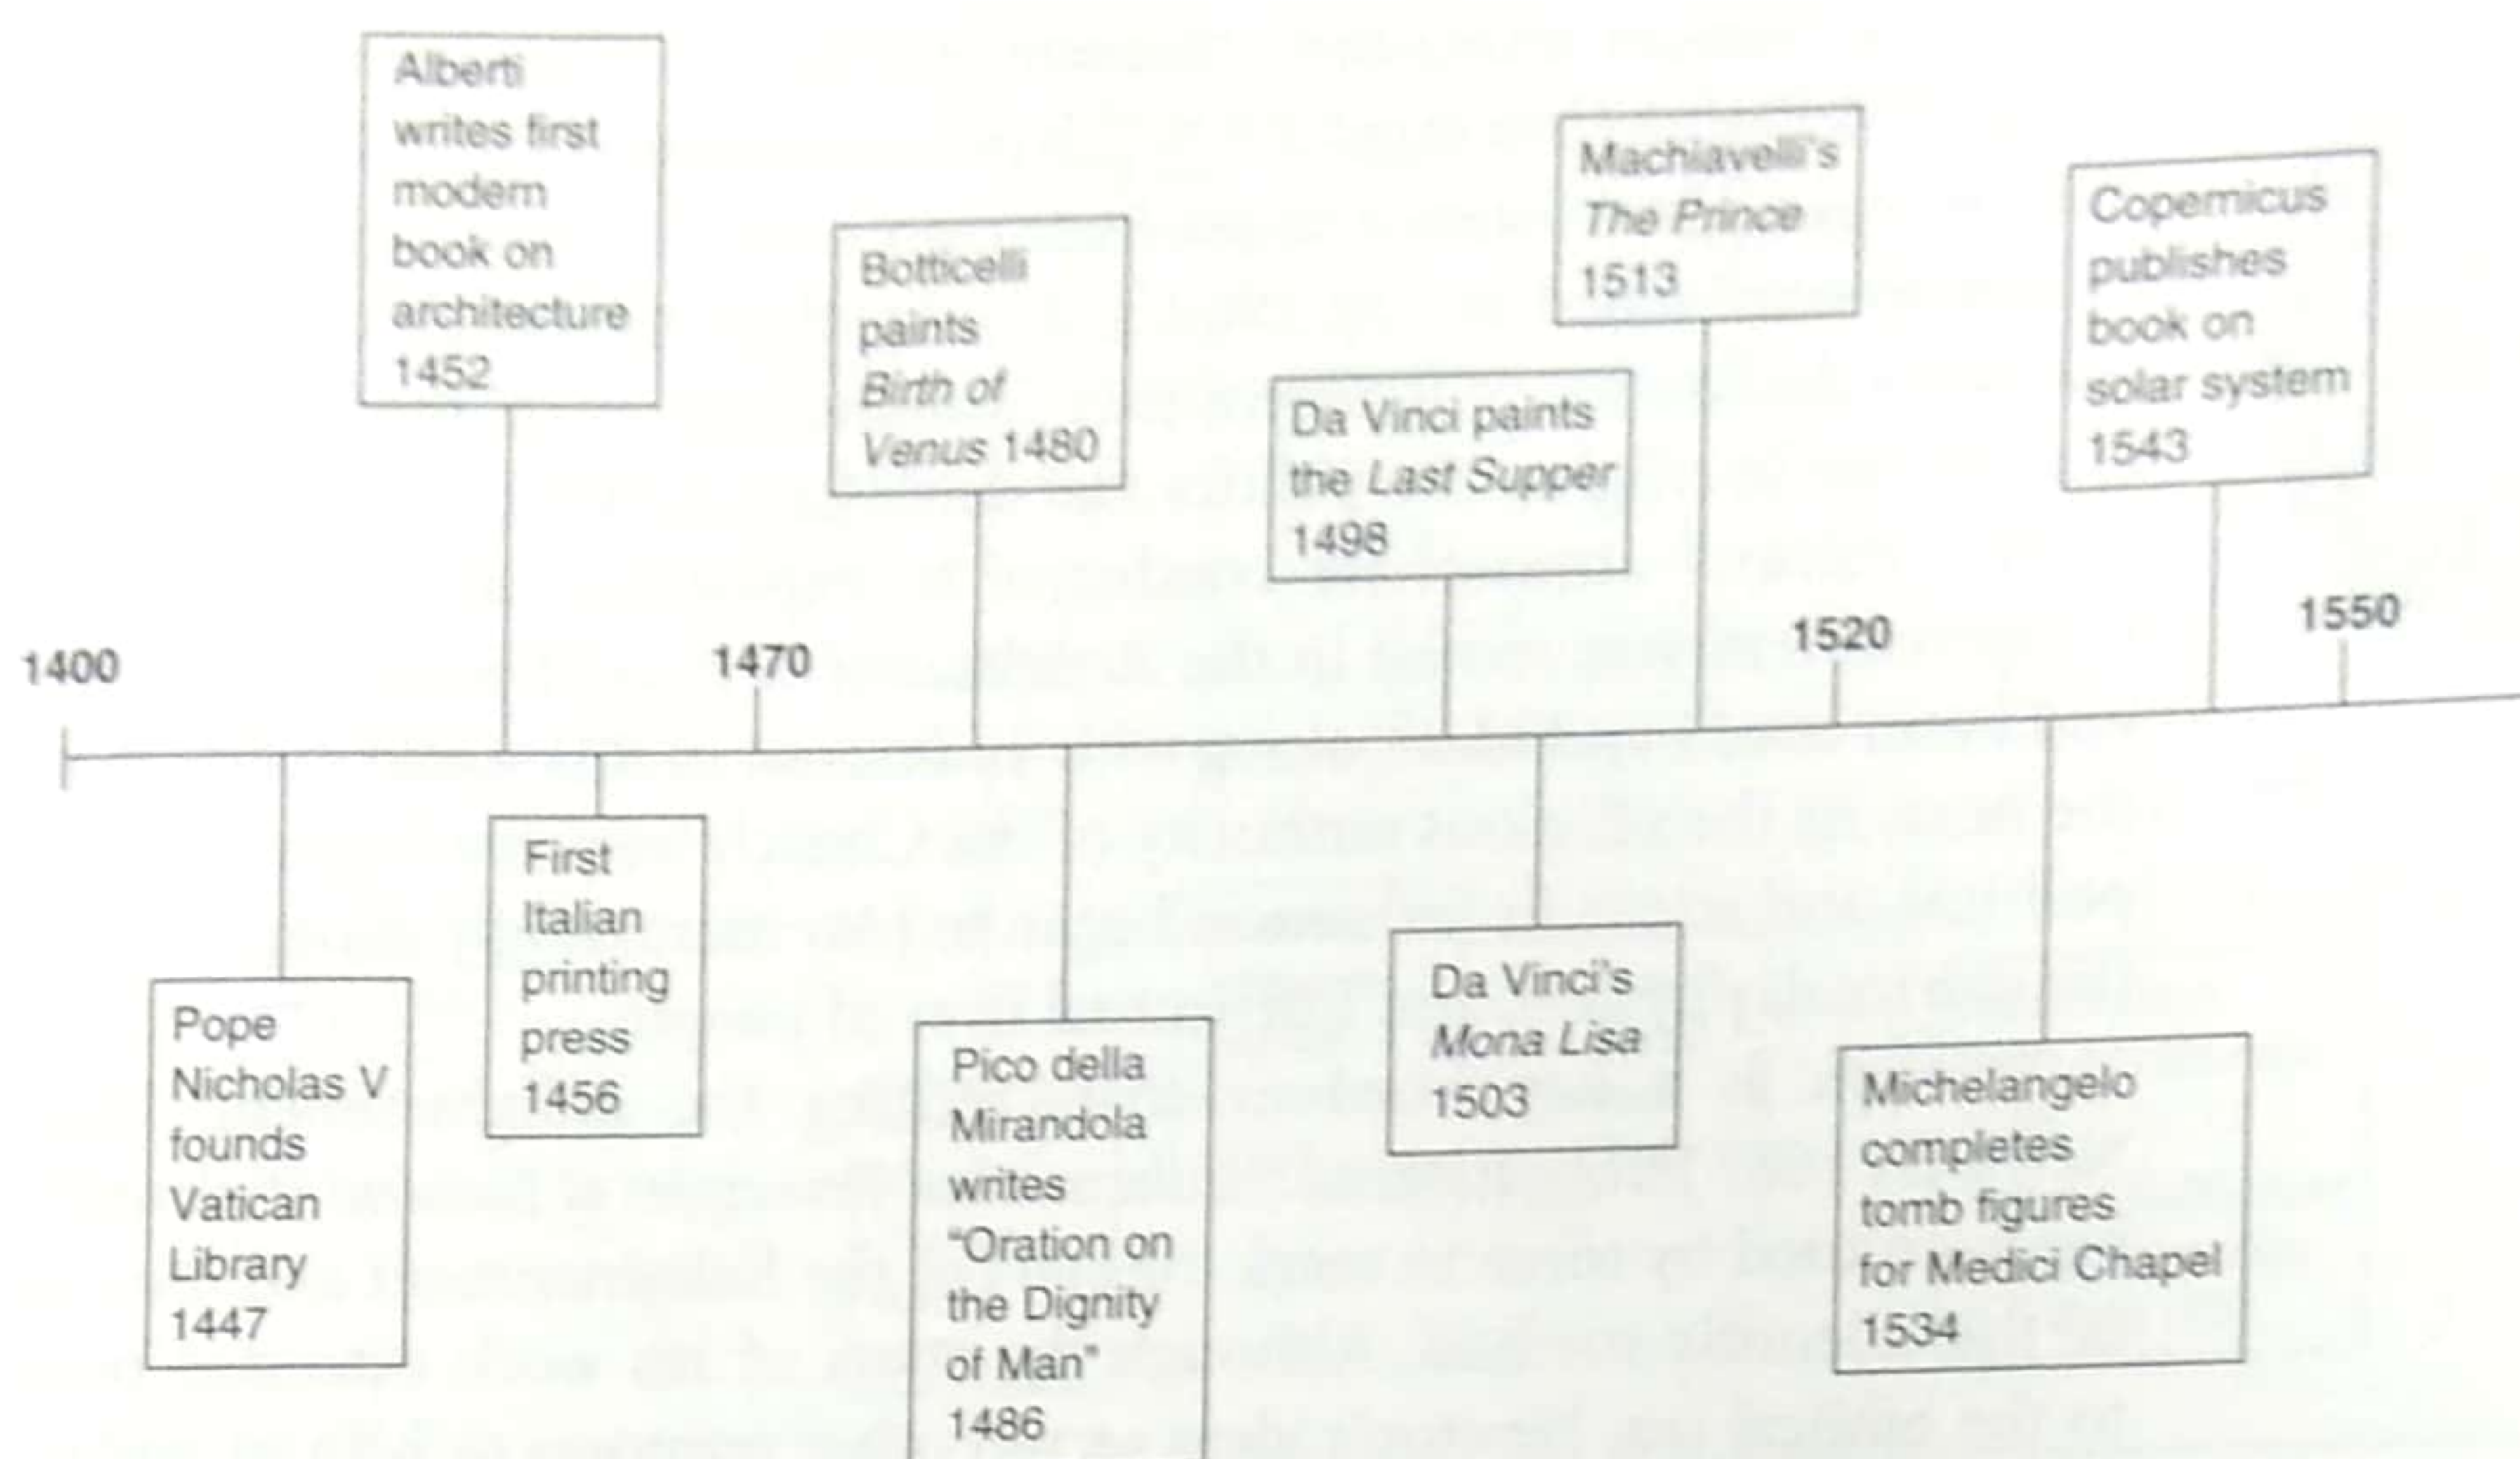 Alberti
writes first
modern
book on
architecture
1452
Botticelli
paints
Birth of
Venus 1480
Machiavelli's
The Prince
1513
Da Vinci paints
the Last Supper
1498
Copernicus
publishes
book on
solar system
1543
1400
1470
1520
1550
Pope
Nicholas V
founds
Vatican
Library
1447
First
Italian
printing
press
1456
Pico della
Mirandola
writes
“Oration on
the Dignity
of Man”
1486
Da Vinci's
Mona Lisa
1503
Michelangelo
completes
tomb figures
for Medici Chapel
1534